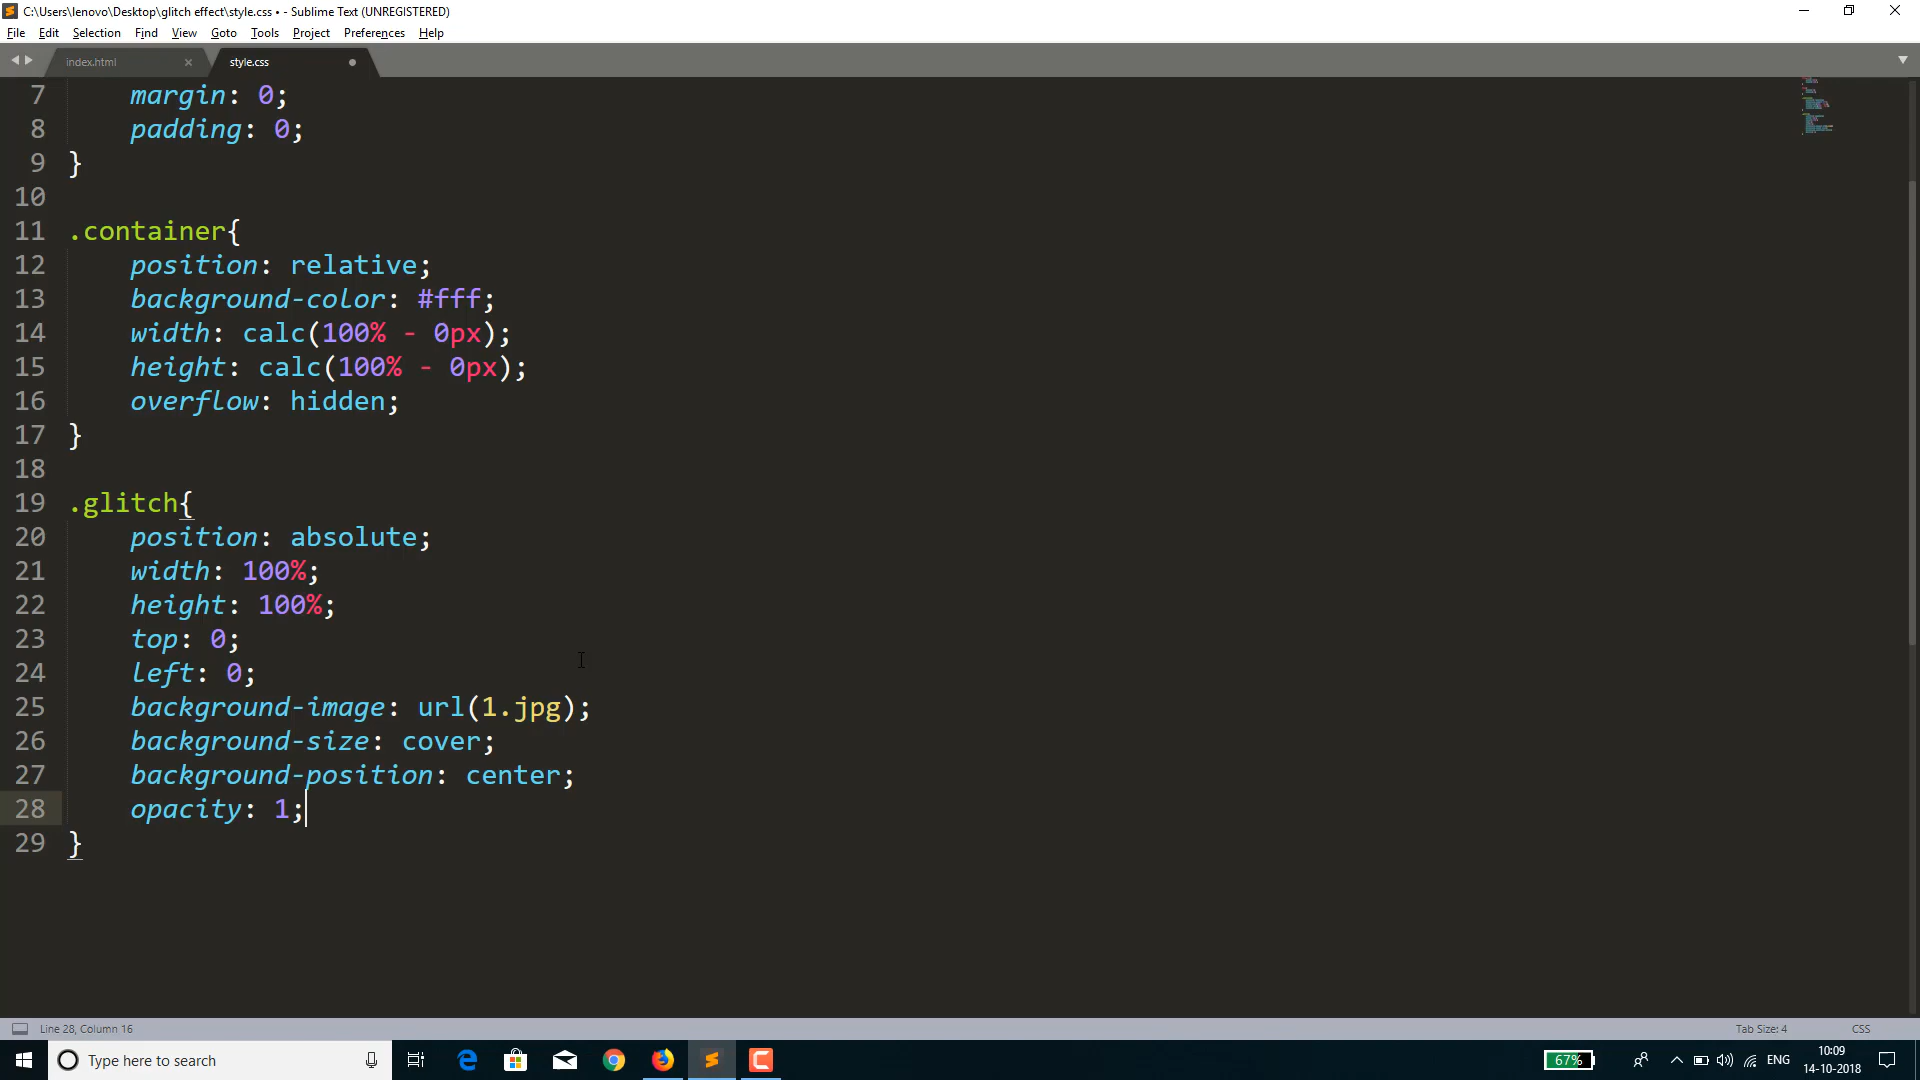 C:\Users\lenovo\Desktop\glitch effect\style.css • - Sublime Text (UNREGISTERED)
File Edit Selection Find View Goto Tools Project Preferences Help
index.html × style.css
7 margin: 0;
8 padding: 0;
9 }
10
11 .container{
12 position: relative;
13 background-color: #fff;
14 width: calc(100% - 0px);
15 height: calc(100% - 0px);
16 overflow: hidden;
17 }
18
19 .glitch{
20 position: absolute;
21 width: 100%;
22 height: 100%;
23 top: 0;
24 left: 0;
25 background-image: url(1.jpg);
26 background-size: cover;
27 background-position: center;
28 opacity: 1;
29 }
Line 28, Column 16 Tab Size: 4 CSS
Type here to search 67% ENG 10:09
14-10-2018